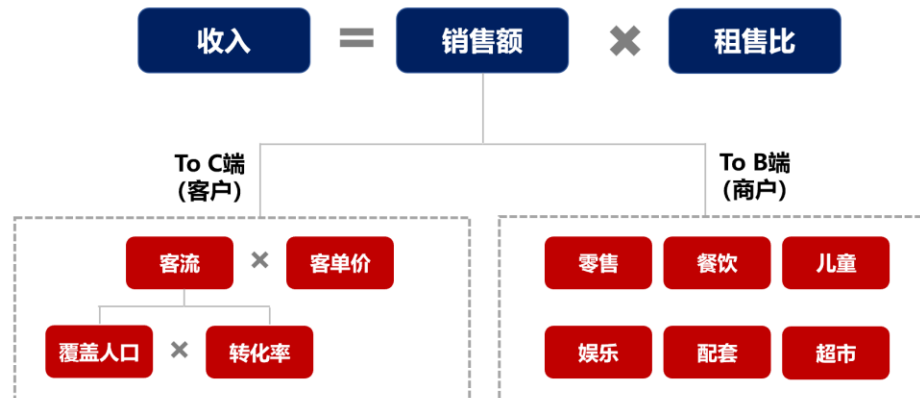 收入 = 销售额 × 租售比
To C端
(客户)
To B端
(商户)
客流 × 客单价
覆盖人口 × 转化率
零售 餐饮 儿童
娱乐 配套 超市